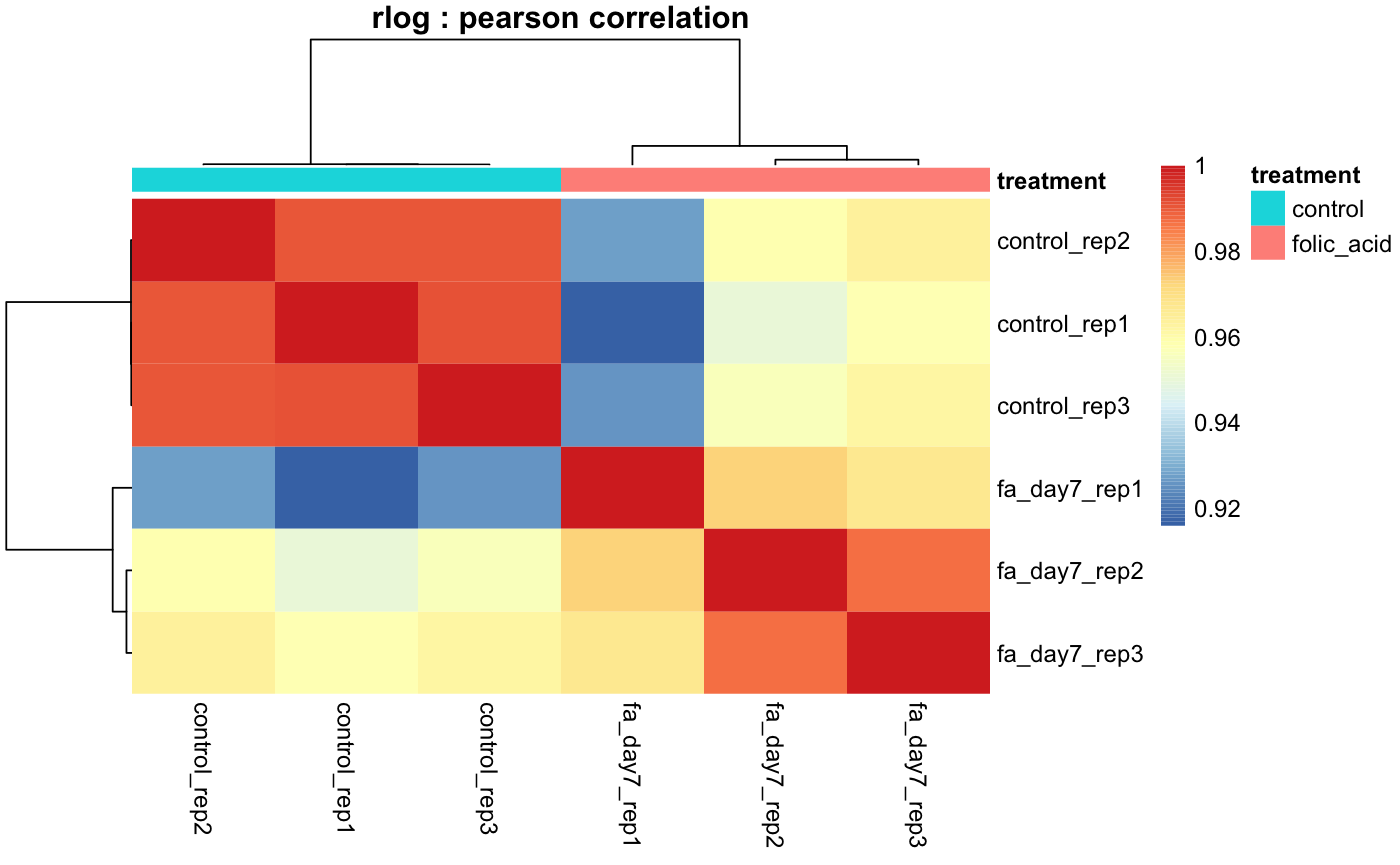 rlog : pearson correlation
treatment
control_rep2
control_rep1
control_rep3
fa_day7_rep1
fa_day7_rep2
fa_day7_rep3
control_rep2
control_rep1
control_rep3
fa_day7_rep1
fa_day7_rep2
fa_day7_rep3
1
0.98
0.96
0.94
0.92
treatment
control
folic_acid